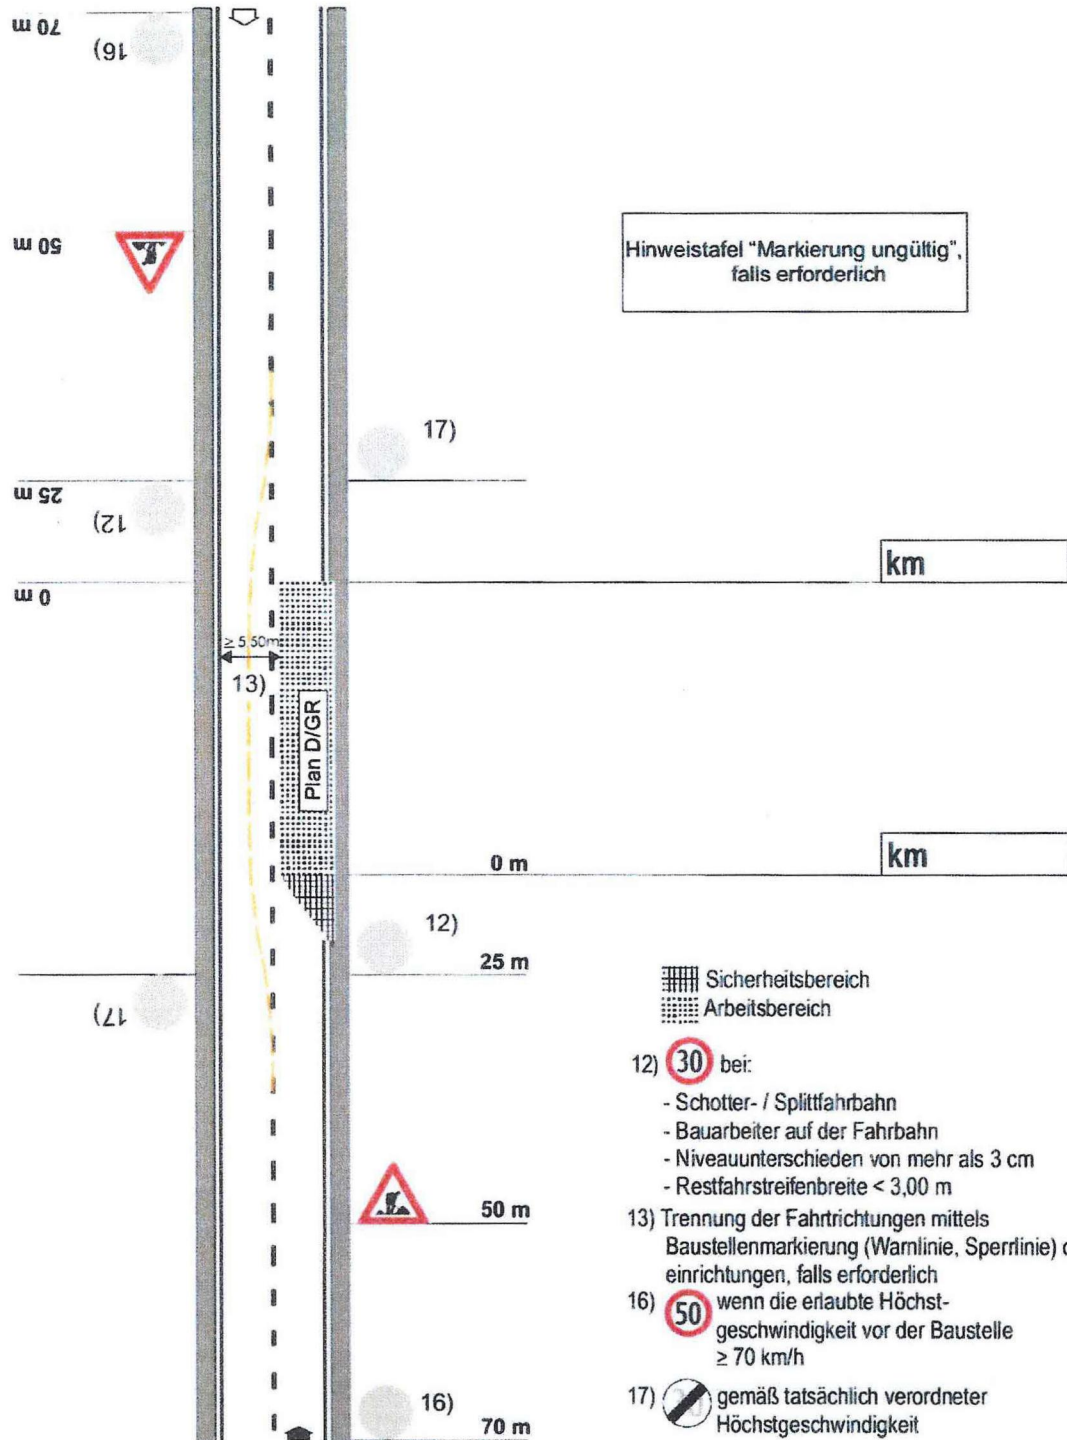 70 m
16)
50 m
Hinweistafel "Markierung ungültig",
falls erforderlich
17)
25 m
12)
km
0 m
≥ 5,50m
13)
Plan D/GR
0 m
km
12)
25 m
17)
Sicherheitsbereich
Arbeitsbereich
12) 30 bei:
- Schotter- / Splittfahrbahn
- Bauarbeiter auf der Fahrbahn
- Niveauunterschieden von mehr als 3 cm
- Restfahrstreifenbreite < 3,00 m
50 m
13) Trennung der Fahrtrichtungen mittels
Baustellenmarkierung (Warnlinie, Sperrlinie)
einrichtungen, falls erforderlich
16) 50 wenn die erlaubte Höchst-
geschwindigkeit vor der Baustelle
≥ 70 km/h
17) gemäß tatsächlich verordneter
Höchstgeschwindigkeit
16)
70 m